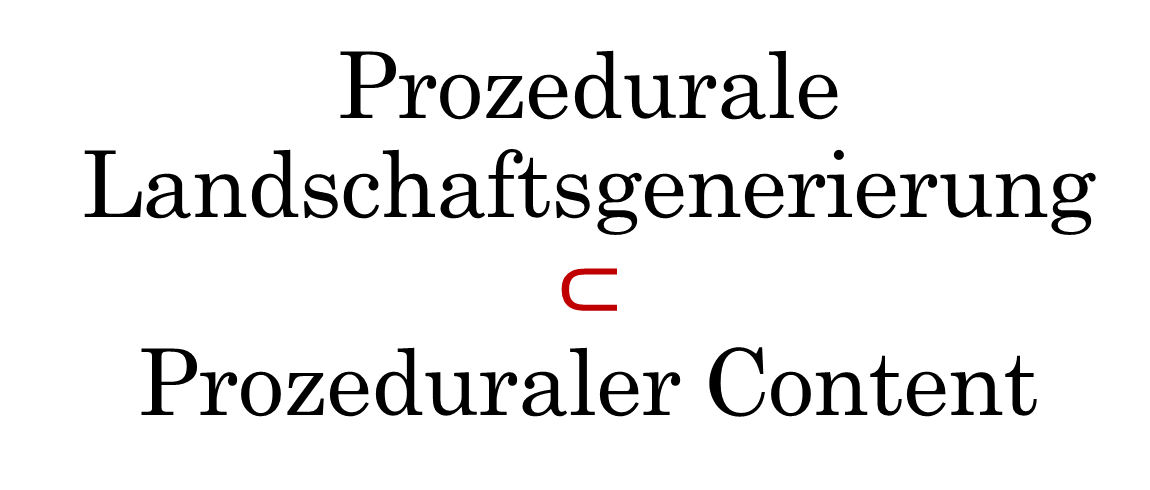 Prozedurale
Landschaftsgenerierung
⊂
Prozeduraler Content